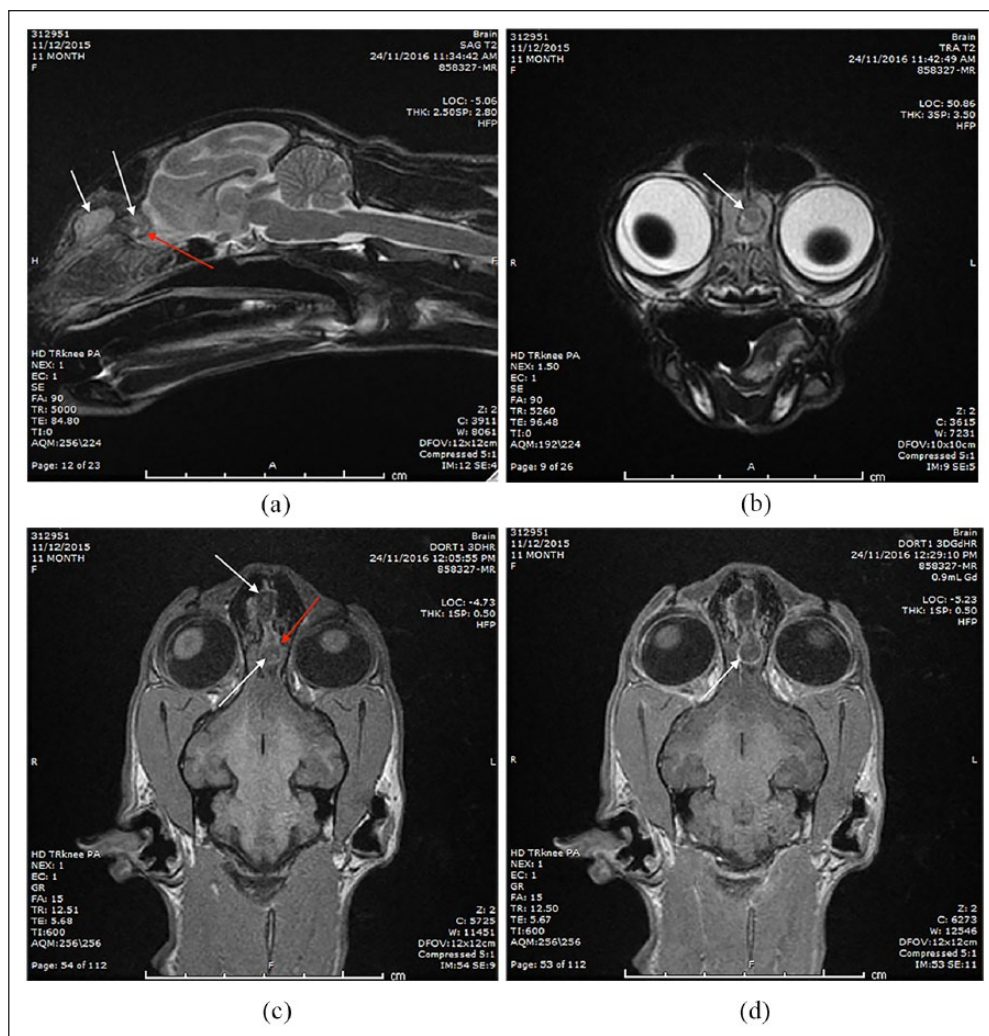 312951
11/12/2015
11 MONTH
F
Brain
SAG T2
24/11/2016 11:34:42 AM
858327-MR
LOC: -5.06
THK: 2.50SP: 2.80
HFP
H
F
HD TRknee PA
NEX: 1
EC: 1
SE
FA: 90
TR: 5000
TE: 84.80
TI:0
AQM:256\224
Page: 12 of 23
Z: 2
C: 3911
W: 8061
DFOV:12x12cm
Compressed 5:1
IM:12 SE:4
A
cm
(a)
312951
11/12/2015
11 MONTH
F
Brain
TRA T2
24/11/2016 11:42:49 AM
858327-MR
LOC: 50.86
THK: 3SP: 3.50
HFP
R
L
HD TRknee PA
NEX: 1.50
EC: 1
SE
FA: 90
TR: 5260
TE: 96.48
TI:0
AQM:192\224
Page: 9 of 26
Z: 2
C: 3615
W: 7231
DFOV:10x10cm
Compressed 5:1
IM:9 SE:5
A
cm
(b)
312951
11/12/2015
11 MONTH
F
Brain
DORT1 3DHR
24/11/2016 12:05:55 PM
858327-MR
LOC: -4.73
THK: 1SP: 0.50
HFP
R
L
HD TRknee PA
NEX: 1
EC: 1
GR
FA: 15
TR: 12.51
TE: 5.68
TI:600
AQM:256\256
Page: 54 of 112
Z: 2
C: 5725
W: 11451
DFOV:12x12cm
Compressed 5:1
IM:54 SE:9
F
cm
(c)
312951
11/12/2015
11 MONTH
F
Brain
DORT1 3DGdHR
24/11/2016 12:29:10 PM
858327-MR
0.9mL Gd
LOC: -5.23
THK: 1SP: 0.50
HFP
R
L
HD TRknee PA
NEX: 1
EC: 1
GR
FA: 15
TR: 12.50
TE: 5.67
TI:600
AQM:256\256
Page: 53 of 112
Z: 2
C: 6273
W: 12546
DFOV:12x12cm
Compressed 5:1
IM:53 SE:11
F
cm
(d)